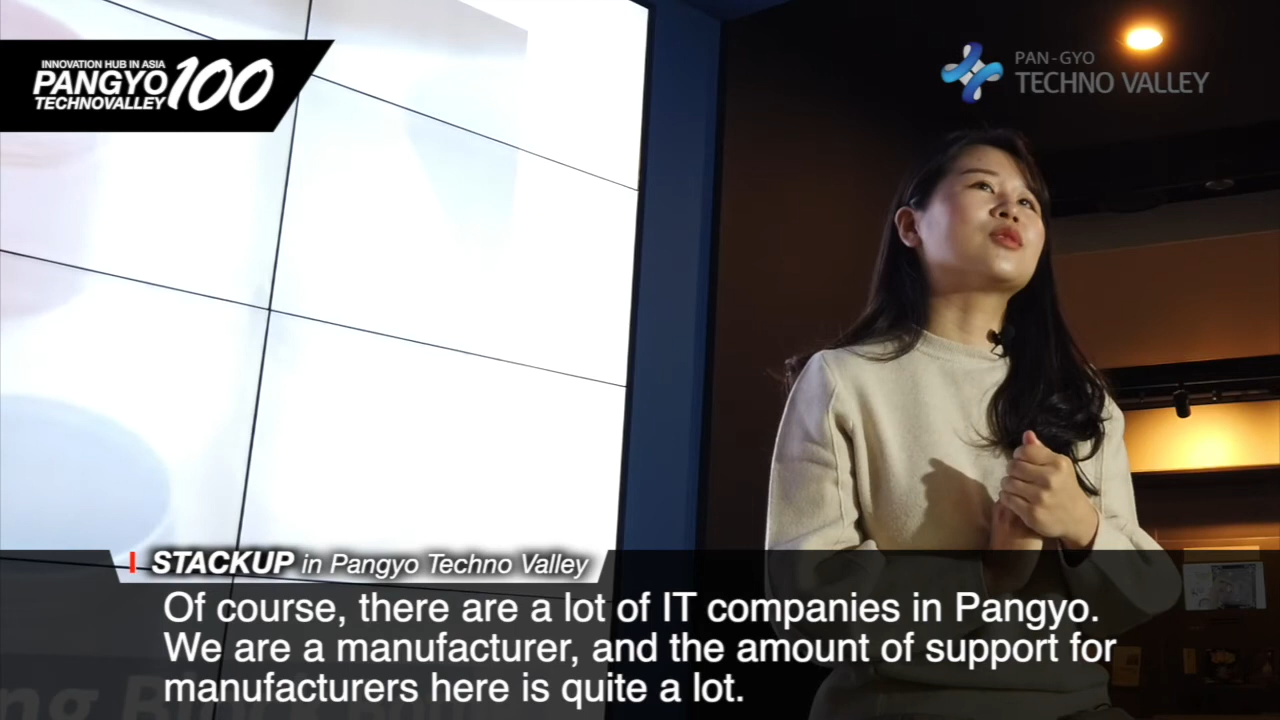 INNOVATION HUB IN ASIA
PANGYO 100
TECHNOVALLEY
PAN-GYO
TECHNO VALLEY
STACKUP in Pangyo Techno Valley
Of course, there are a lot of IT companies in Pangyo.
We are a manufacturer, and the amount of support for
manufacturers here is quite a lot.